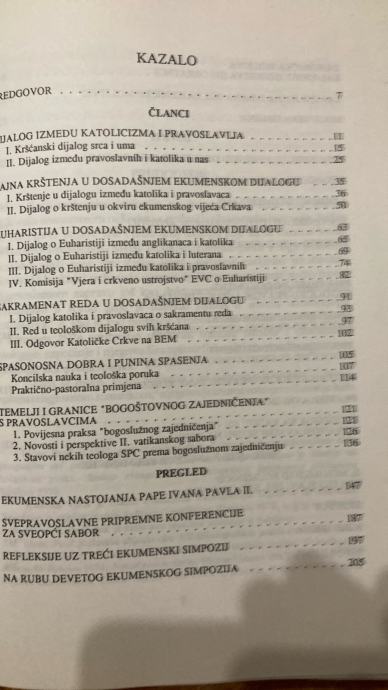 KAZALO
REDGOVOR 7
ČLANCI
IJALOG IZMEĐU KATOLICIZMA I PRAVOSLAVLJA 11
I. Kršćanski dijalog srca i uma 15
II. Dijalog između pravoslavnih i katolika u nas 25
AJNA KRŠTENJA U DOSADAŠNJEM EKUMENSKOM DIJALOGU 35
I. Krštenje u dijalogu između katolika i pravoslavaca 36
II. Dijalog o krštenju u okviru ekumenskog vijeća Crkava 50
UHARISTIJA U DOSADAŠNJEM EKUMENSKOM DIJALOGU 63
I. Dijalog o Euharistiji između anglikanaca i katolika 65
II. Dijalog o Euharistiji između katolika i luterana 69
III. Dijalog o Euharistiji između katolika i pravoslavnih 74
IV. Komisija "Vjera i crkveno ustrojstvo" EVC o Euharistiji 82
SAKRAMENAT REDA U DOSADAŠNJEM DIJALOGU 91
I. Dijalog katolika i pravoslavaca o sakramentu reda 93
II. Red u teološkom dijalogu svih kršćana 97
III. Odgovor Katoličke Crkve na BEM 102
SPASONOSNA DOBRA I PUNINA SPASENJA 105
Koncilska nauka i teološka poruka 107
Praktično-pastoralna primjena 114
TEMELJI I GRANICE "BOGOŠTOVNOG ZAJEDNIČENJA"
S PRAVOSLAVCIMA 121
1. Povijesna praksa "bogoslužnog zajedničenja" 121
2. Novosti i perspektive II. vatikanskog sabora 126
3. Stavovi nekih teologa SPC prema bogoslužnom zajedničenju 136
PREGLED
EKUMENSKA NASTOJANJA PAPE IVANA PAVLA II. 147
SVEPRAVOSLAVNE PRIPREMNE KONFERENCIJE
ZA SVEOPĆI SABOR 187
REFLEKSIJE UZ TREĆI EKUMENSKI SIMPOZIJ 197
NA RUBU DEVETOG EKUMENSKOG SIMPOZIJA 205